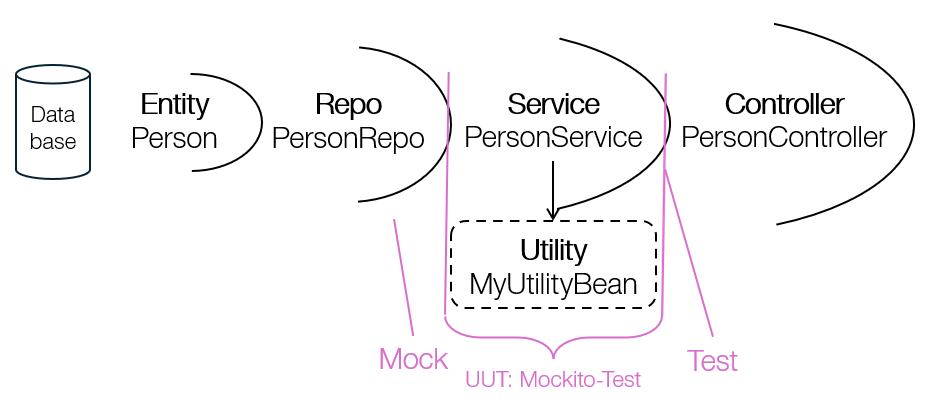 Data
base
Entity
Person
Repo
PersonRepo
Service
PersonService
Controller
PersonController
Utility
MyUtilityBean
Mock
UUT: Mockito-Test
Test